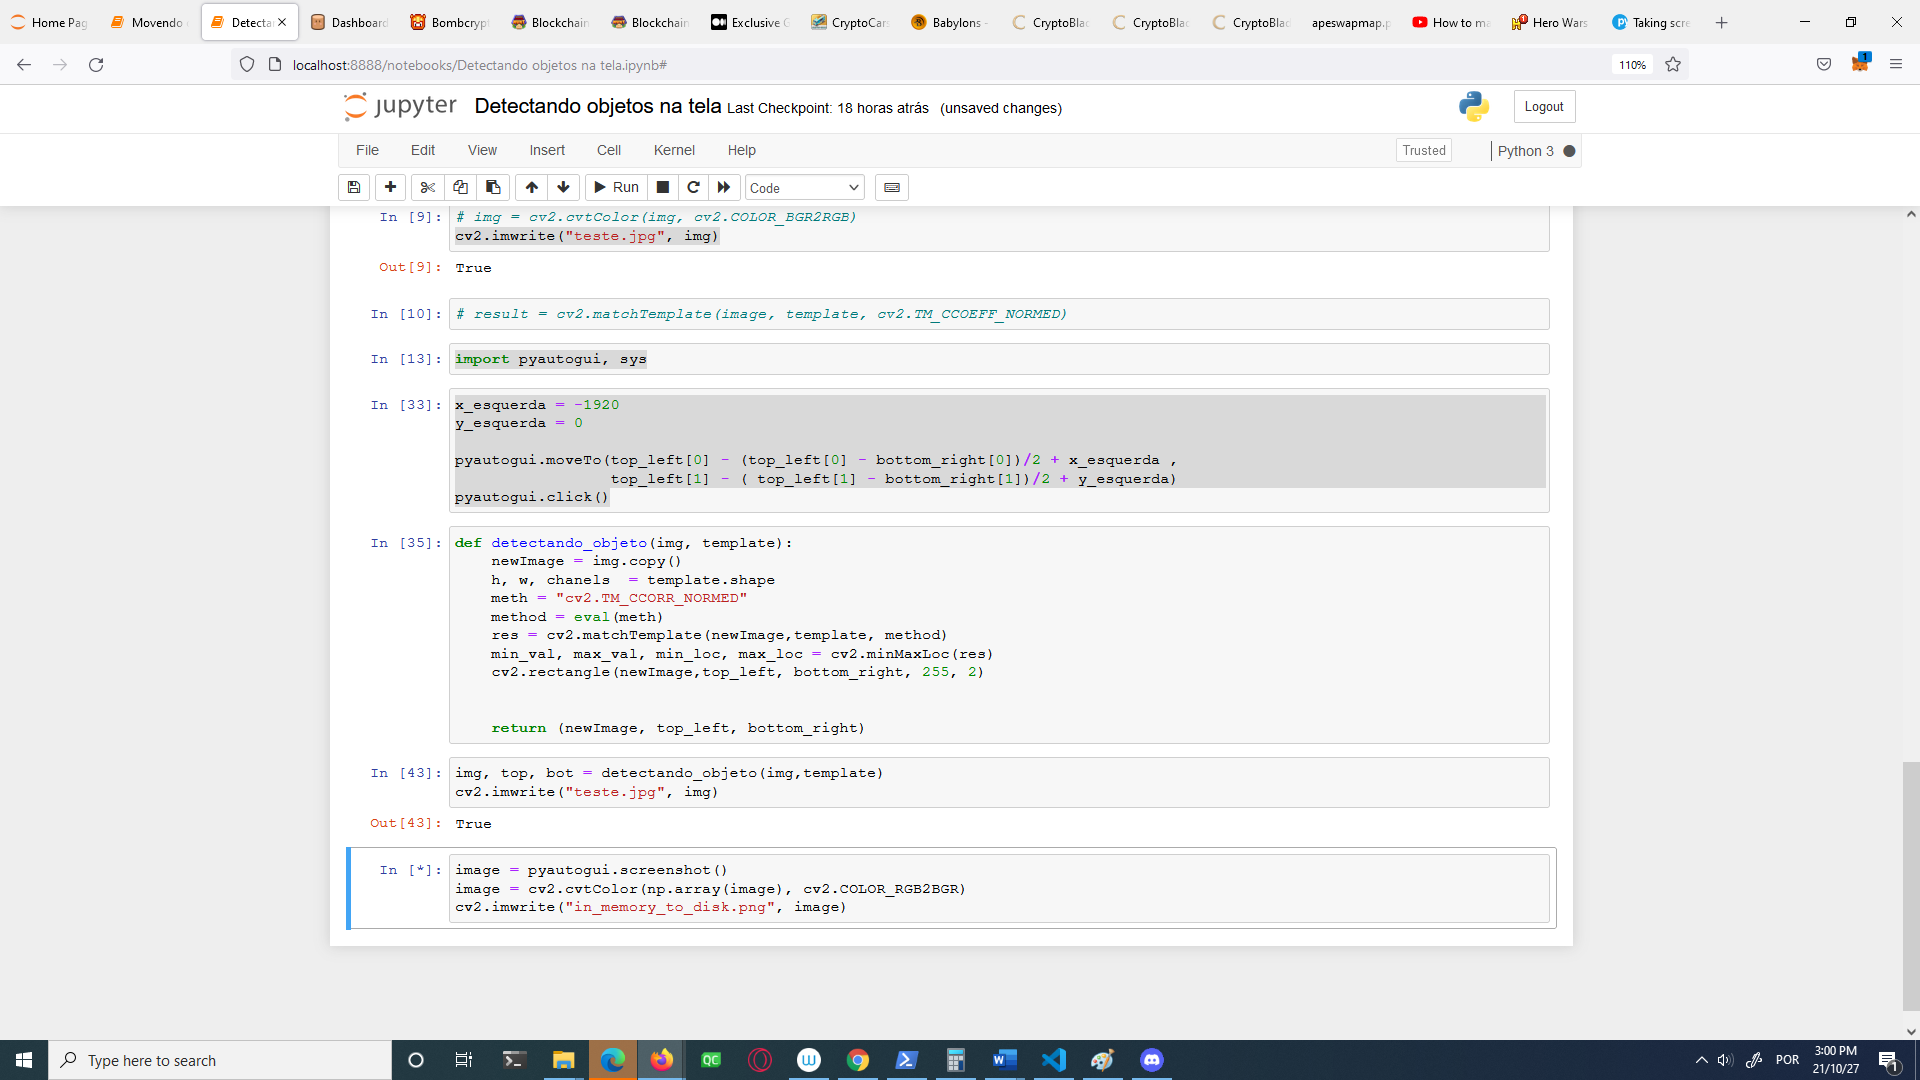 Home Pag
Movendo
Detecta
Dashboard
Bombcryp
Blockchain
Blockchain
Exclusive G
CryptoCars
Babylons -
CryptoBlad
CryptoBlad
CryptoBlad
apeswapmap.p
How to ma
Hero Wars
Taking scre
localhost:8888/notebooks/Detectando objetos na tela.ipynb#
110%
1
jupyter
Detectando objetos na tela Last Checkpoint: 18 horas atrás (unsaved changes)
Logout
File Edit View Insert Cell Kernel Help
Trusted
Python 3
Run
Code
In [9]: # img = cv2.cvtColor(img, cv2.COLOR_BGR2RGB)
cv2.imwrite("teste.jpg", img)
Out[9]: True
In [10]: # result = cv2.matchTemplate(image, template, cv2.TM_CCOEFF_NORMED)
In [13]: import pyautogui, sys
In [33]: x_esquerda = -1920
y_esquerda = 0
pyautogui.moveTo(top_left[0] - (top_left[0] - bottom_right[0])/2 + x_esquerda ,
top_left[1] - ( top_left[1] - bottom_right[1])/2 + y_esquerda)
pyautogui.click()
In [35]: def detectando_objeto(img, template):
newImage = img.copy()
h, w, chanels  = template.shape
meth = "cv2.TM_CCORR_NORMED"
method = eval(meth)
res = cv2.matchTemplate(newImage,template, method)
min_val, max_val, min_loc, max_loc = cv2.minMaxLoc(res)
cv2.rectangle(newImage,top_left, bottom_right, 255, 2)
return (newImage, top_left, bottom_right)
In [43]: img, top, bot = detectando_objeto(img,template)
cv2.imwrite("teste.jpg", img)
Out[43]: True
In [*]: image = pyautogui.screenshot()
image = cv2.cvtColor(np.array(image), cv2.COLOR_RGB2BGR)
cv2.imwrite("in_memory_to_disk.png", image)
Type here to search
QC
POR
3:00 PM
21/10/27
1